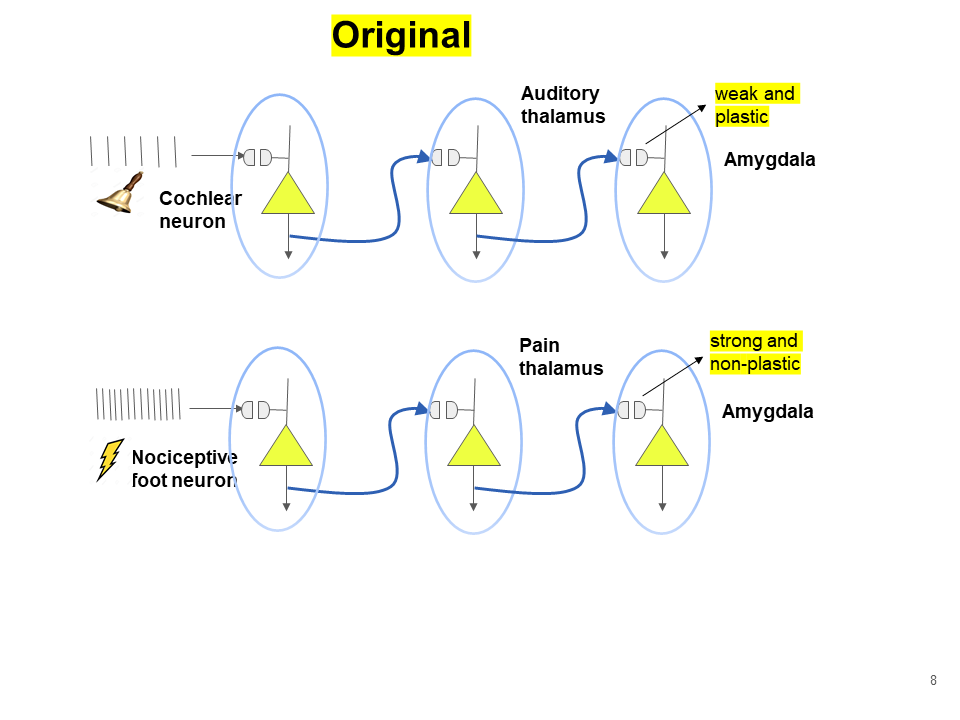 Original
Auditory
thalamus
weak and
plastic
Amygdala
Cochlear
neuron
Pain
thalamus
strong and
non-plastic
Amygdala
Nociceptive
foot neuron
8